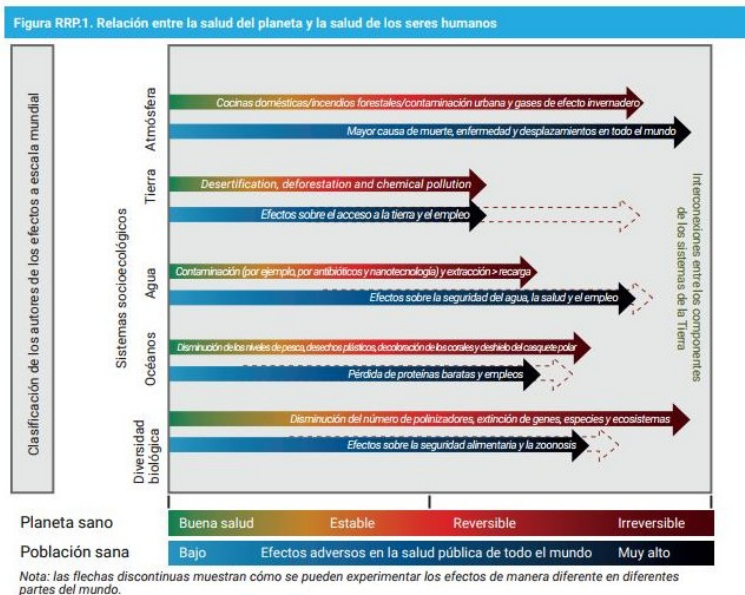 Figura RRP.1. Relación entre la salud del planeta y la salud de los seres humanos
Clasificación de los autores de los efectos a escala mundial
Sistemas socioecológicos
Atmósfera
Cocinas domésticas/incendios forestales/contaminación urbana y gases de efecto invernadero
Mayor causa de muerte, enfermedad y desplazamientos en todo el mundo
Tierra
Desertification, deforestation and chemical pollution
Efectos sobre el acceso a la tierra y el empleo
Agua
Contaminación (por ejemplo, por antibióticos y nanotecnología) y extracción > recarga
Efectos sobre la seguridad del agua, la salud y el empleo
Océanos
Disminución de los niveles de pesca, desechos plásticos, decoloración de los corales y deshielo del casquete polar
Pérdida de proteínas baratas y empleos
Diversidad
biológica
Disminución del número de polinizadores, extinción de genes, especies y ecosistemas
Efectos sobre la seguridad alimentaria y la zoonosis
Interconexiones entre los componentes
de los sistemas de la Tierra
Planeta sano
Buena salud Estable Reversible Irreversible
Población sana
Bajo Efectos adversos en la salud pública de todo el mundo Muy alto
Nota: las flechas discontinuas muestran cómo se pueden experimentar los efectos de manera diferente en diferentes
partes del mundo.